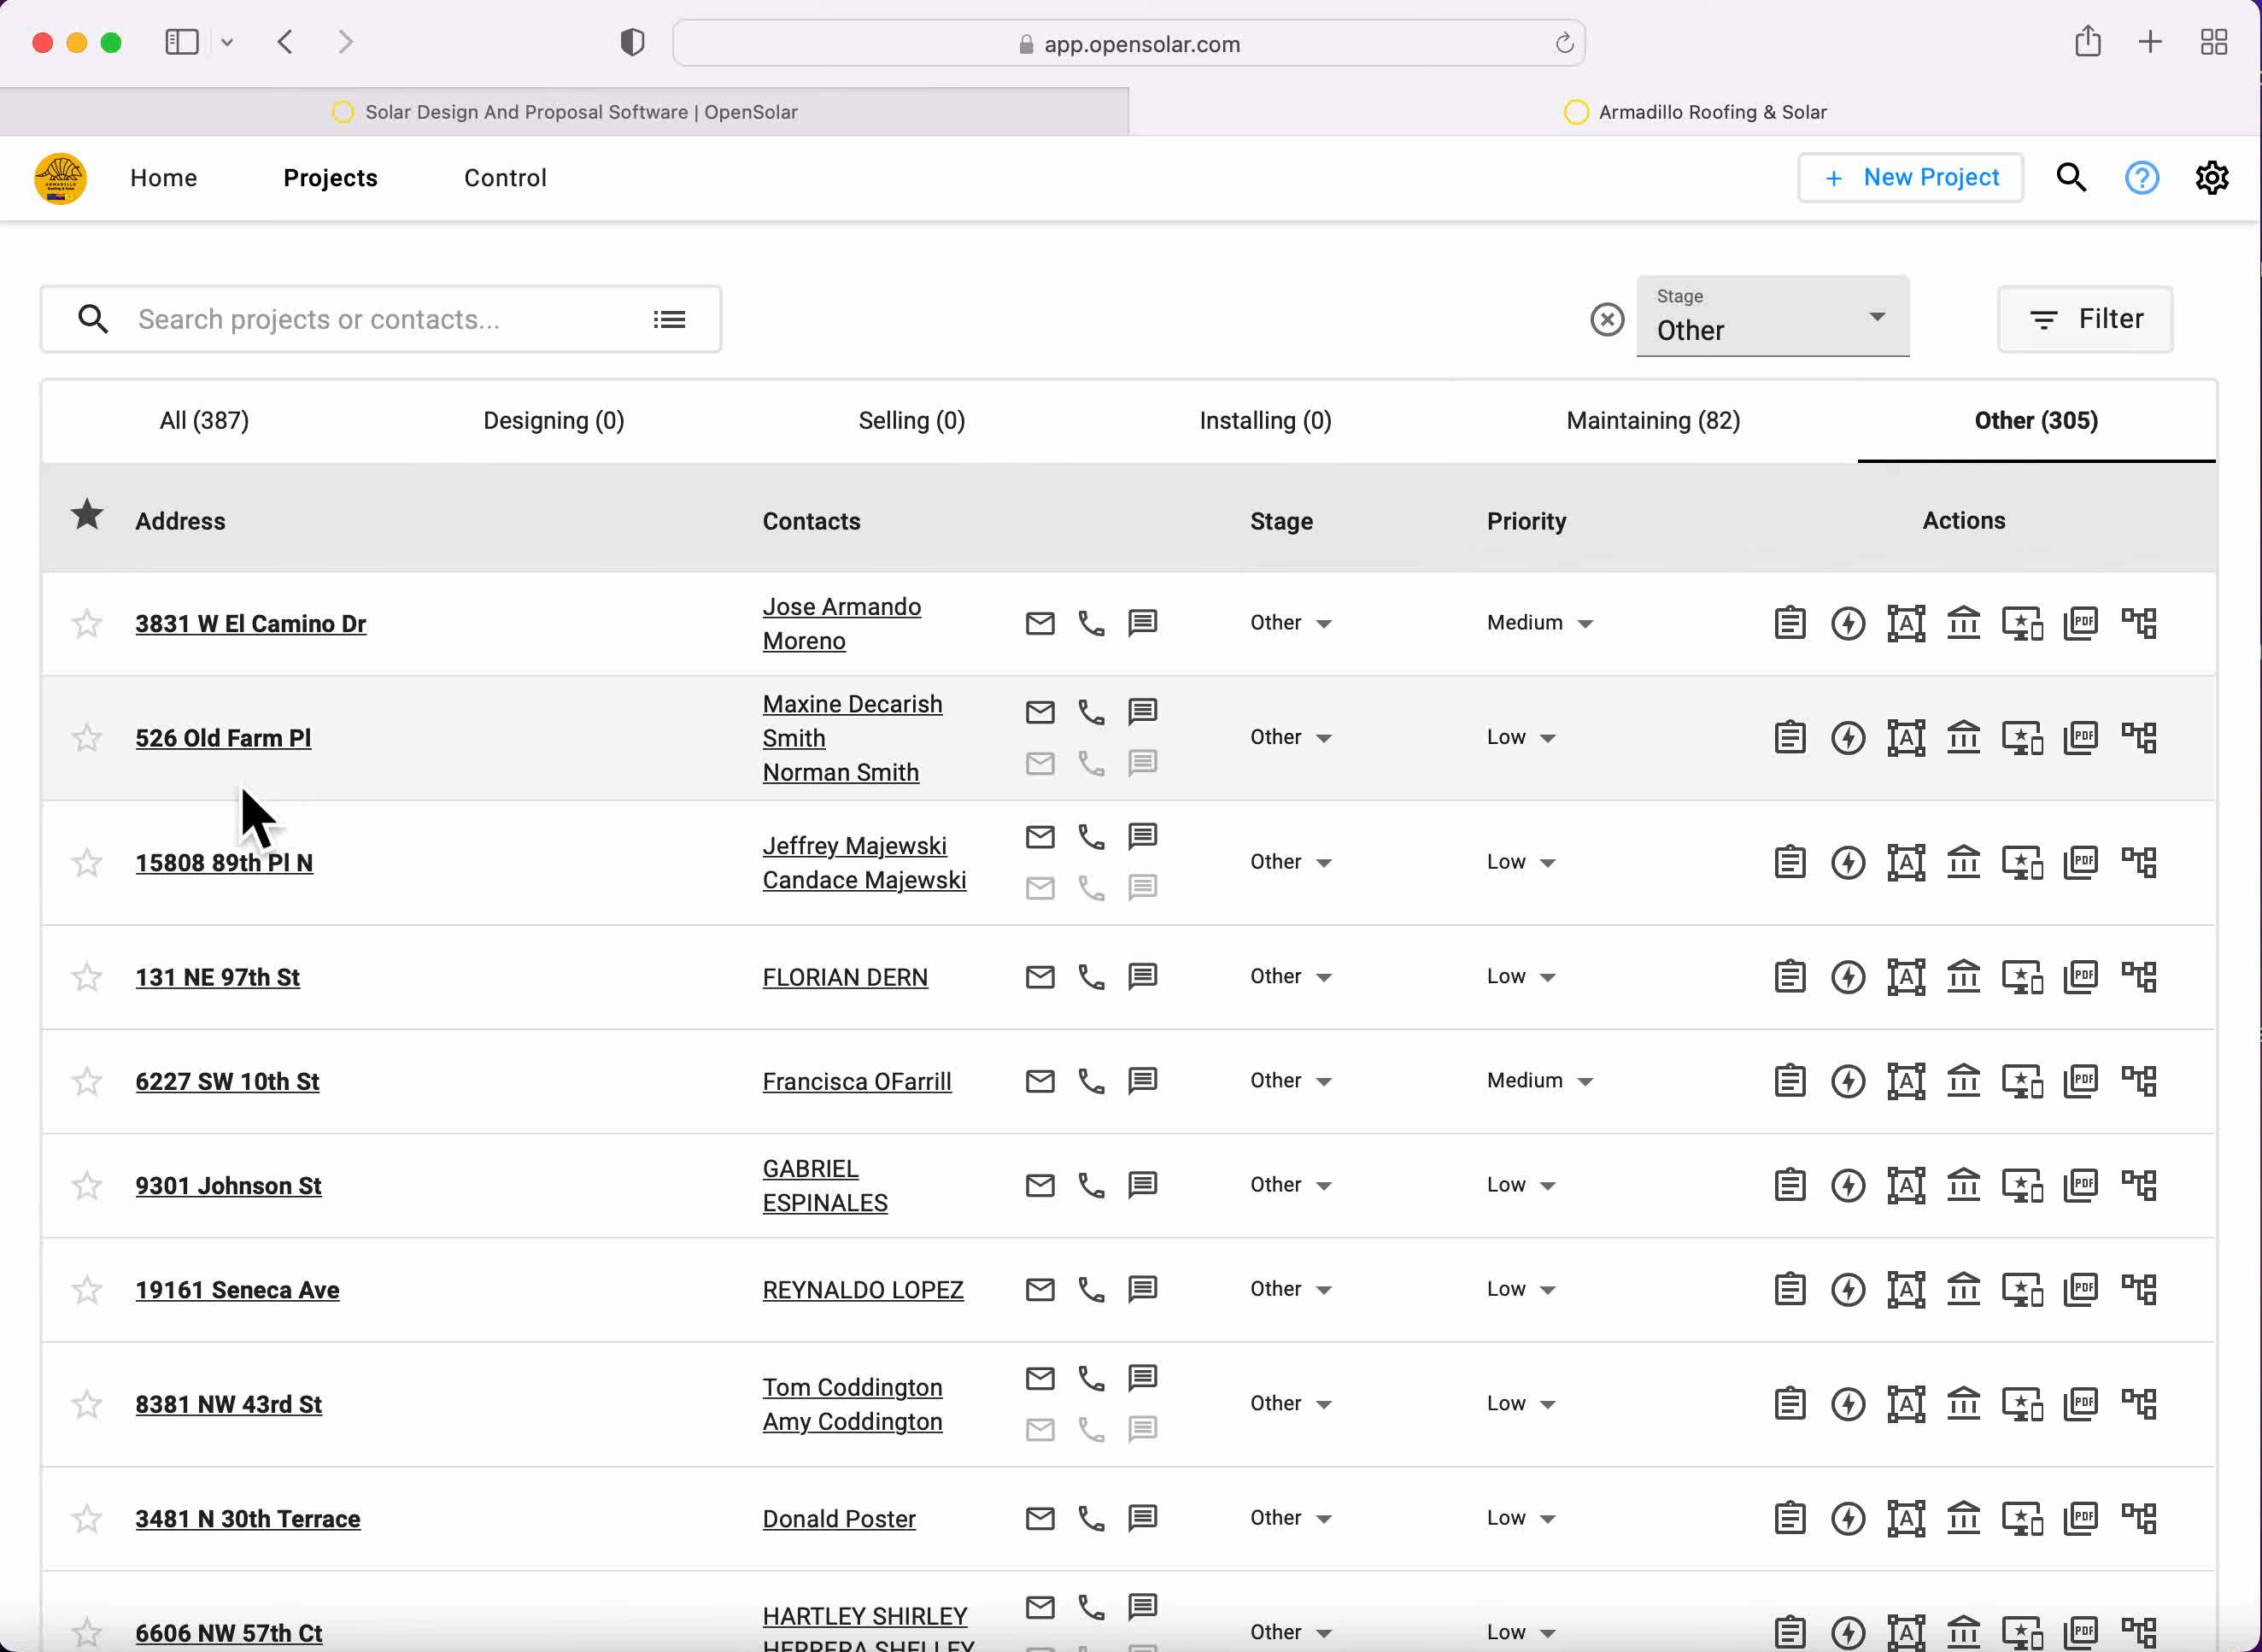 app.opensolar.com
Solar Design And Proposal Software | OpenSolar
Armadillo Roofing & Solar
Home
Projects
Control
+ New Project
Search projects or contacts...
Stage
Other
Filter
All (387)
Designing (0)
Selling (0)
Installing (0)
Maintaining (82)
Other (305)
Address
Contacts
Stage
Priority
Actions
3831 W El Camino Dr
Jose Armando
Moreno
Other
Medium
526 Old Farm Pl
Maxine Decarish
Smith
Norman Smith
Other
Low
15808 89th Pl N
Jeffrey Majewski
Candace Majewski
Other
Low
131 NE 97th St
FLORIAN DERN
Other
Low
6227 SW 10th St
Francisca OFarrill
Other
Medium
9301 Johnson St
GABRIEL
ESPINALES
Other
Low
19161 Seneca Ave
REYNALDO LOPEZ
Other
Low
8381 NW 43rd St
Tom Coddington
Amy Coddington
Other
Low
3481 N 30th Terrace
Donald Poster
Other
Low
6606 NW 57th Ct
HARTLEY SHIRLEY
HERRERA SHELLEY
Other
Low